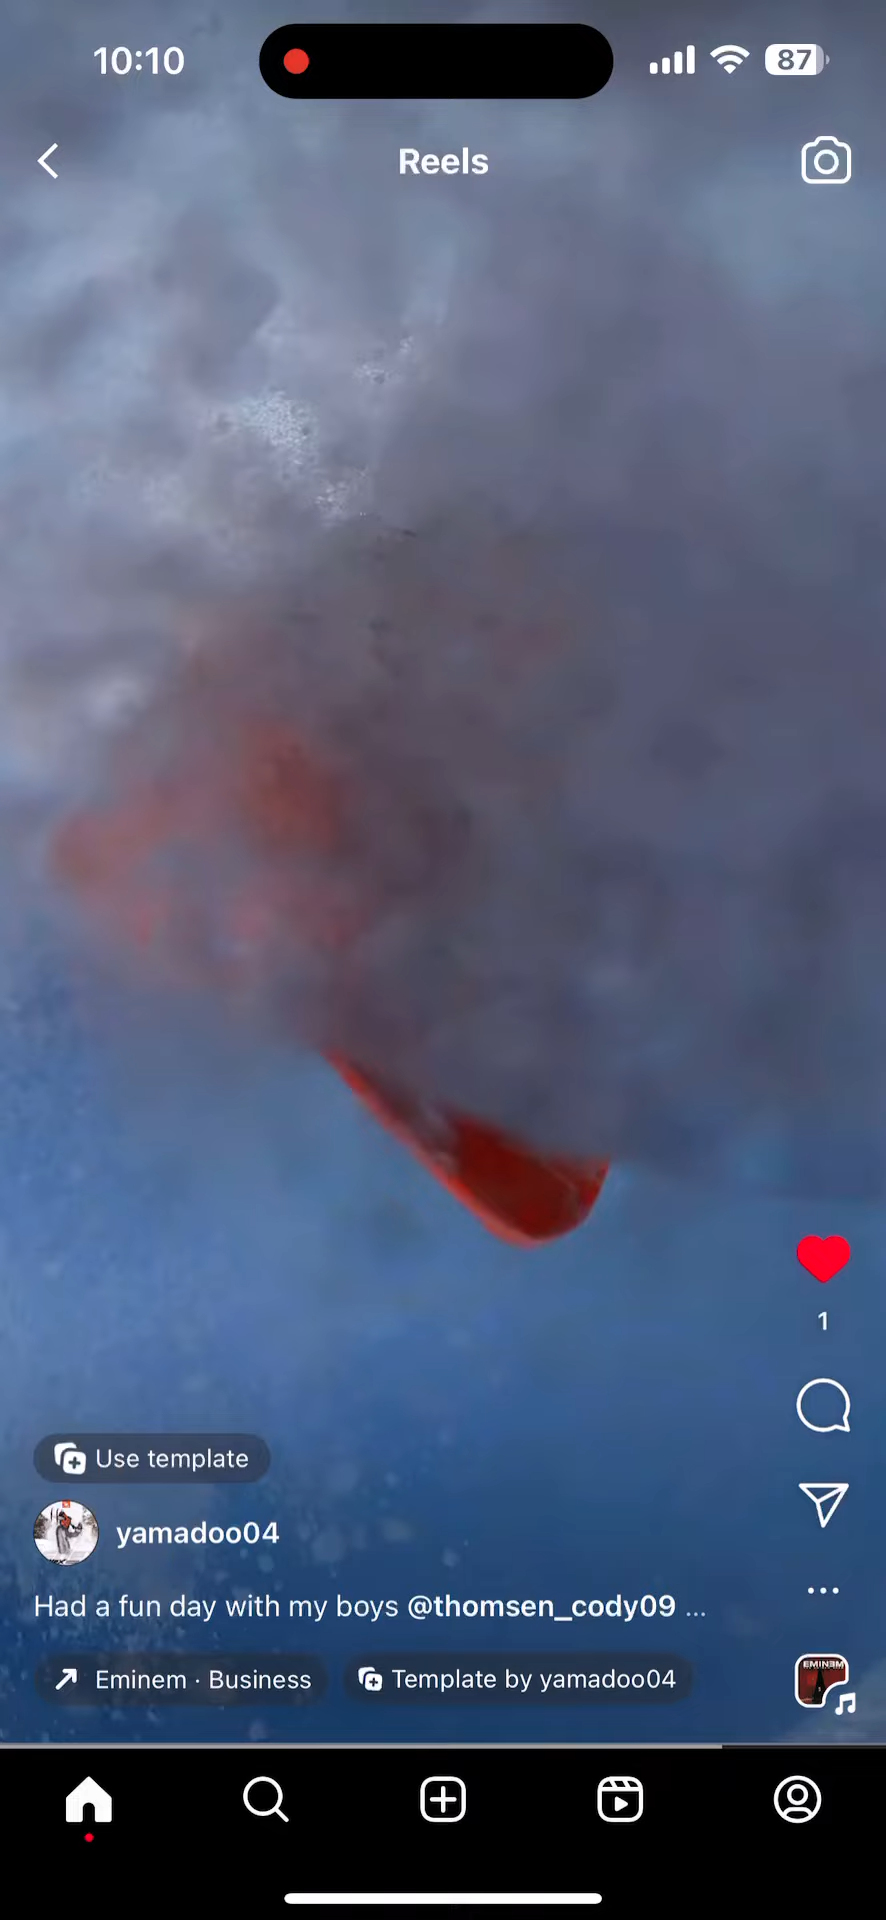 10:10
87
Reels
1
Use template
yamadoo04
Had a fun day with my boys @thomsen_cody09 ...
Eminem · Business
Template by yamadoo04
EMINEM